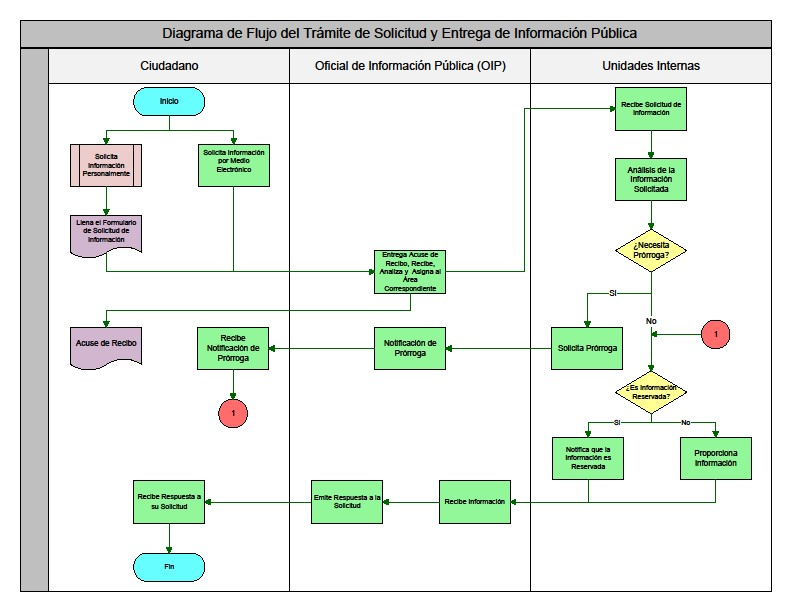 Diagrama de Flujo del Trámite de Solicitud y Entrega de Información Pública
Ciudadano
Oficial de Información Pública (OIP)
Unidades Internas
Inicio
Solicita
Información
Personalmente
Solicita Información
por Medio
Electrónico
Llena el Formulario
de Solicitud de
Información
Entrega Acuse de
Recibo, Recibe,
Analiza y Asigna al
Área
Correspondiente
Recibe Solicitud de
Información
Análisis de la
Información
Solicitada
¿Necesita
Prórroga?
Si
No
1
Acuse de Recibo
Recibe
Notificación de
Prórroga
Notificación de
Prórroga
Solicita Prórroga
1
¿Es Información
Reservada?
Si
No
Notifica que la
Información es
Reservada
Proporciona
Información
Recibe Respuesta a
su Solicitud
Emite Respuesta a la
Solicitud
Recibe Información
Fin